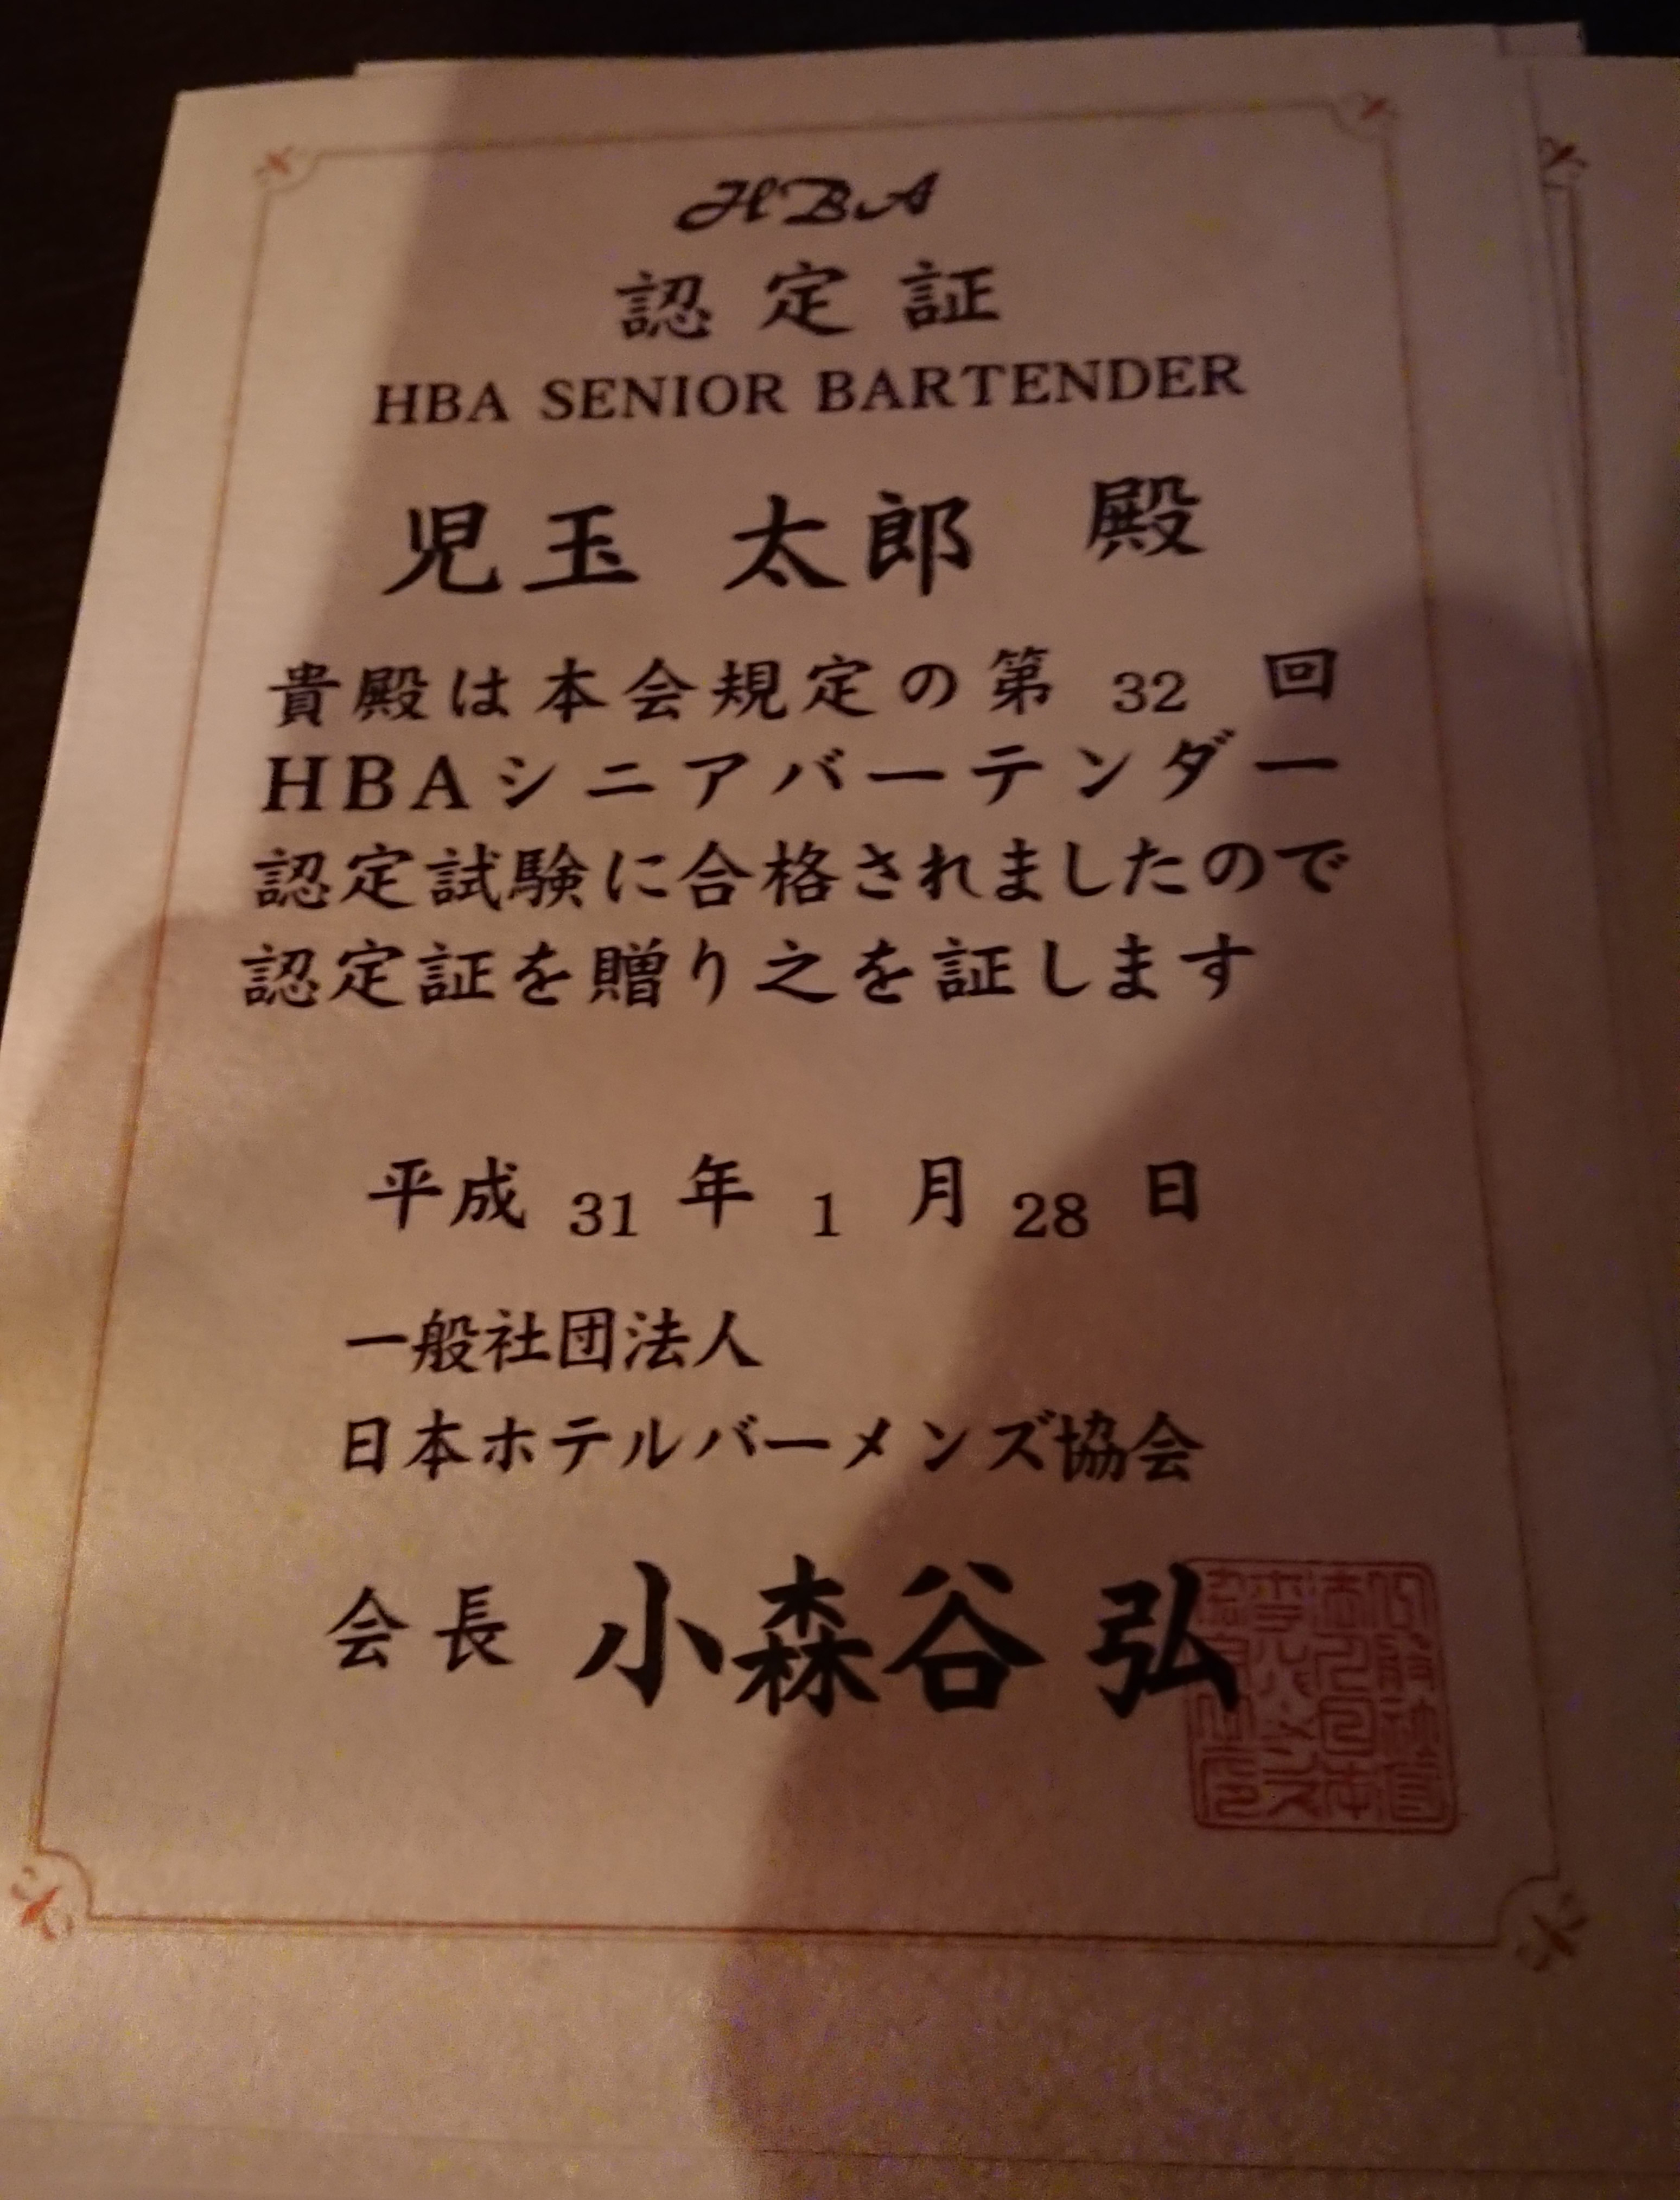 HBA
認定証
HBA SENIOR BARTENDER
児玉 太郎 殿
貴殿は本会規定の第 32 回
HBAシニアバーテンダー
認定試験に合格されましたので
認定証を贈り之を証します
平成 31 年 1 月 28 日
一般社団法人
日本ホテルバーメンズ協会
会長 小森谷 弘